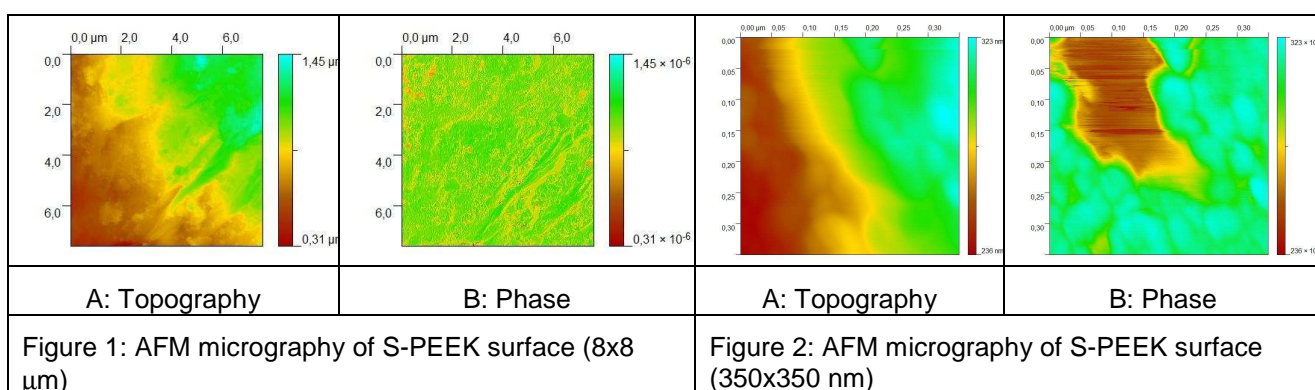 0,0 µm 2,0 4,0 6,0
0,0
2,0
4,0
6,0
1,45 µm
0,31 µm
0,0 µm 2,0 4,0 6,0
0,0
2,0
4,0
6,0
1,45 × 10-6
0,31 × 10-6
0,00 µm 0,05 0,10 0,15 0,20 0,25 0,30
0,00
0,05
0,10
0,15
0,20
0,25
0,30
323 nm
236 nm
0,00 µm 0,05 0,10 0,15 0,20 0,25 0,30
0,00
0,05
0,10
0,15
0,20
0,25
0,30
323 × 10
236 × 10
A: Topography
B: Phase
A: Topography
B: Phase
Figure 1: AFM micrography of S-PEEK surface (8x8
µm)
Figure 2: AFM micrography of S-PEEK surface
(350x350 nm)